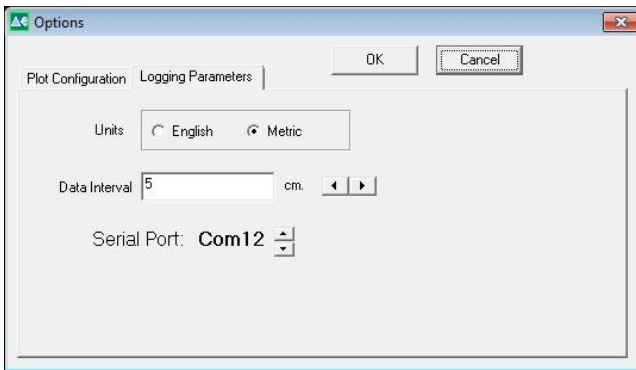 Options
OK Cancel
Plot Configuration Logging Parameters
Units English Metric
Data Interval 5 cm.
Serial Port: Com12